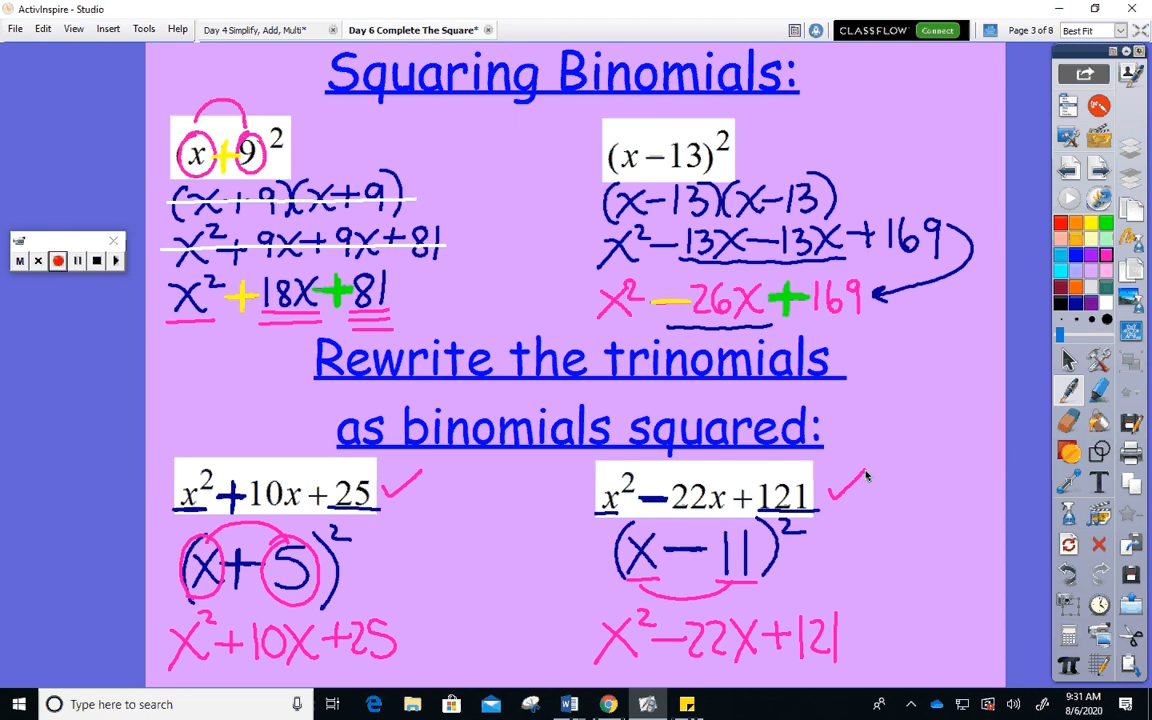 ActivInspire - Studio
File Edit View Insert Tools Help
Day 4 Simplify, Add, Multi*
Day 6 Complete The Square*
CLASSFLOW Connect
Page 3 of 8
Best Fit
Squaring Binomials:
(x+9)²
(x+9)(x+9)
x²+9x+9x+81
x²+18x+81
(x−13)²
(x−13)(x−13)
x²−13x−13x+169
x²−26x+169
Rewrite the trinomials
as binomials squared:
x²+10x+25
(x+5)²
x²+10x+25
x²−22x+121
(x−11)²
x²−22x+121
Type here to search
9:31 AM
8/6/2020